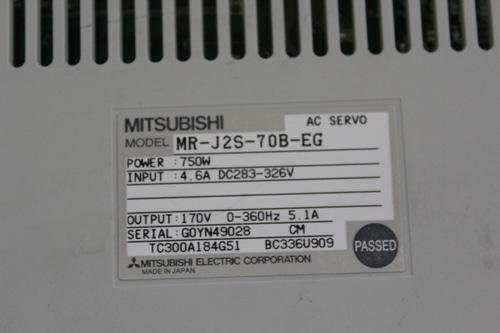 MITSUBISHI AC SERVO
MODEL MR-J2S-70B-EG
POWER :750W
INPUT :4.6A DC283-326V
OUTPUT:170V 0-360Hz 5.1A
SERIAL:G0YN49028 CM
TC300A184G51 BC336U909
PASSED
MITSUBISHI ELECTRIC CORPORATION
MADE IN JAPAN